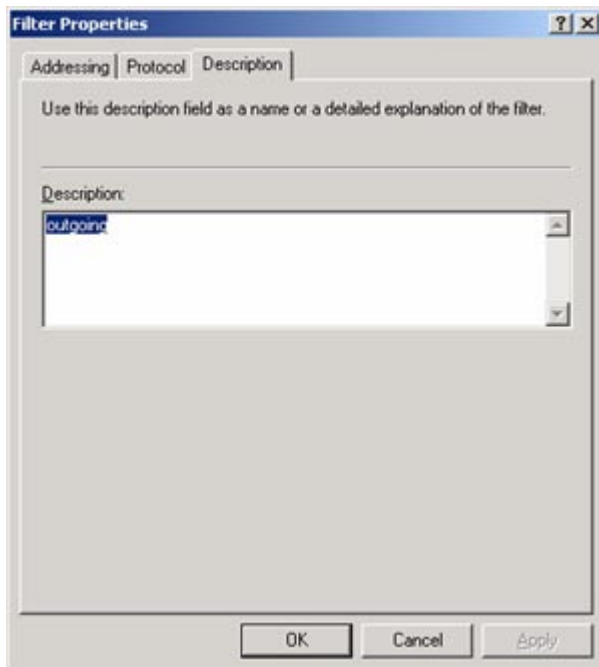 Filter Properties
Addressing Protocol Description
Use this description field as a name or a detailed explanation of the filter.
Description:
outgoing
OK Cancel Apply